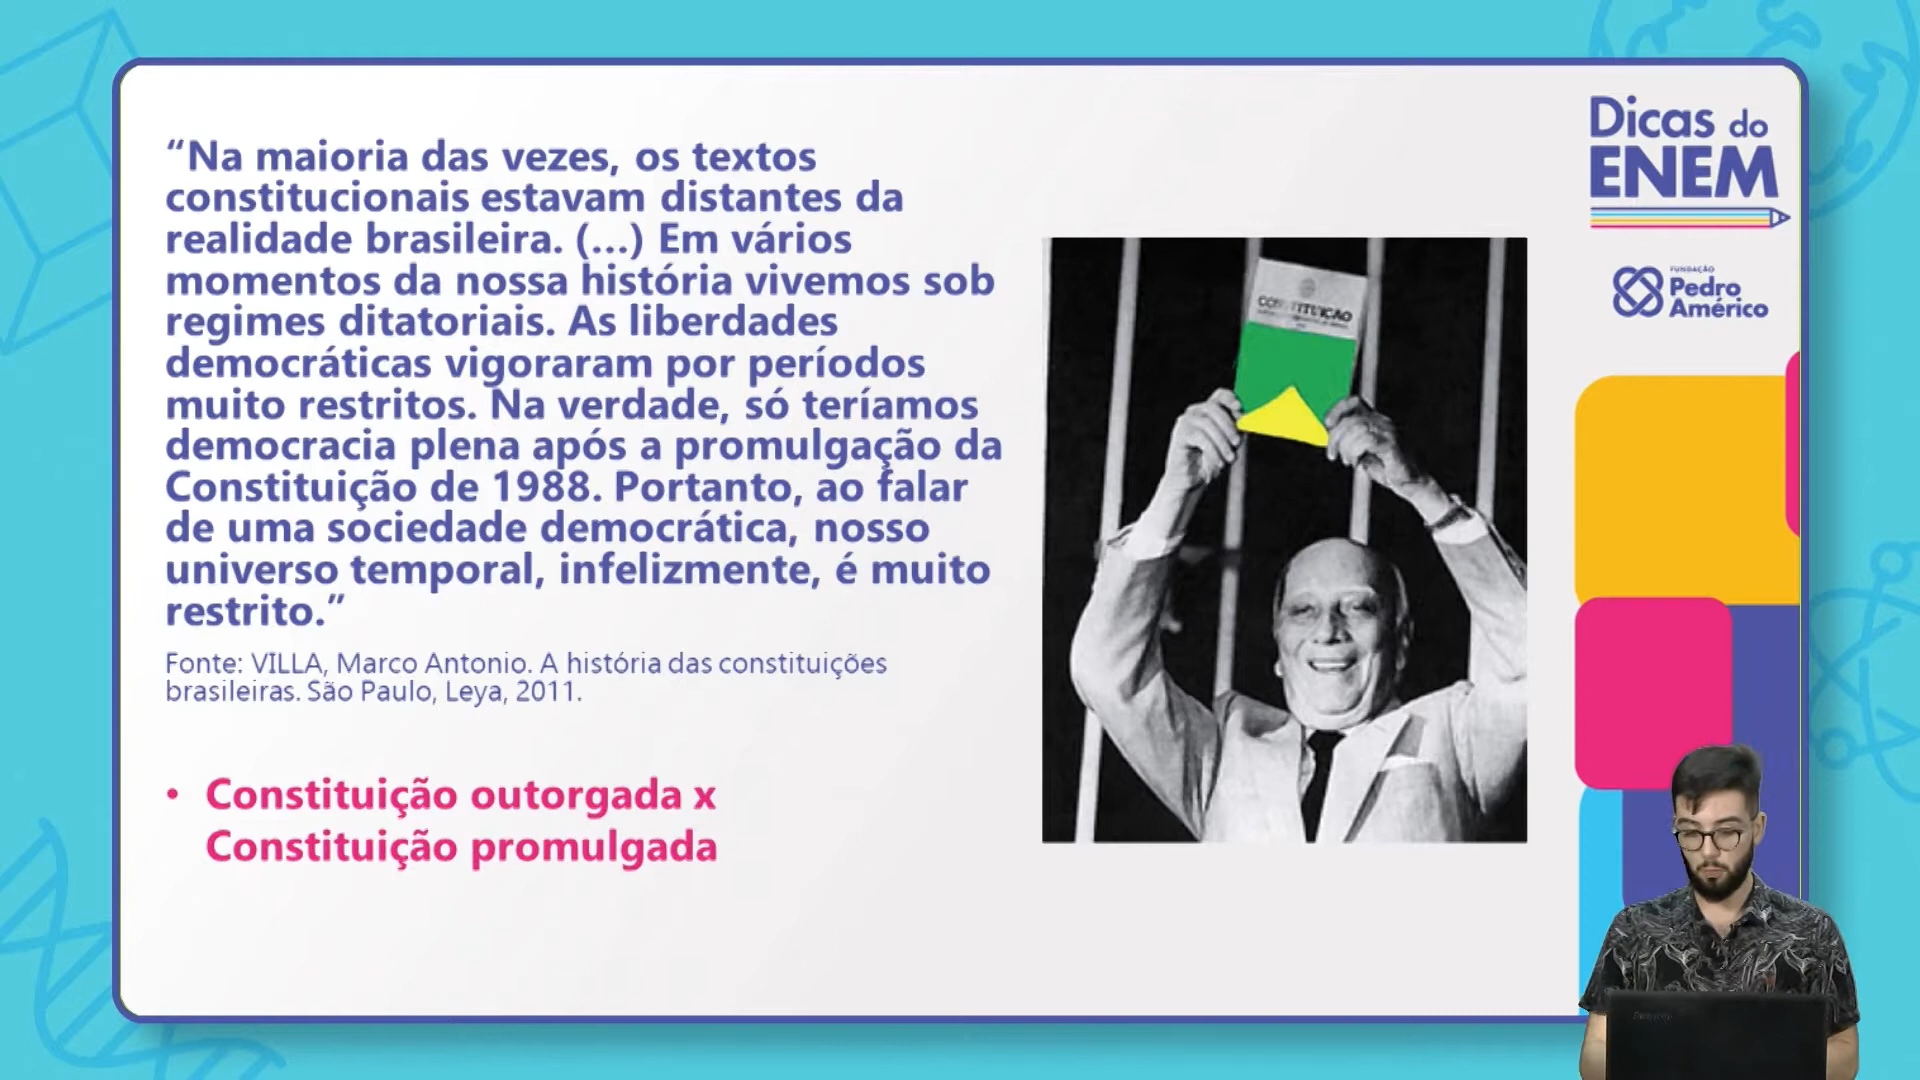 “Na maioria das vezes, os textos
constitucionais estavam distantes da
realidade brasileira. (...) Em vários
momentos da nossa história vivemos sob
regimes ditatoriais. As liberdades
democráticas vigoraram por períodos
muito restritos. Na verdade, só teríamos
democracia plena após a promulgação da
Constituição de 1988. Portanto, ao falar
de uma sociedade democrática, nosso
universo temporal, infelizmente, é muito
restrito.”
Fonte: VILLA, Marco Antonio. A história das constituições
brasileiras. São Paulo, Leya, 2011.
• Constituição outorgada x
Constituição promulgada
CONSTITUIÇÃO
Dicas do
ENEM
FUNDAÇÃO
Pedro
Américo